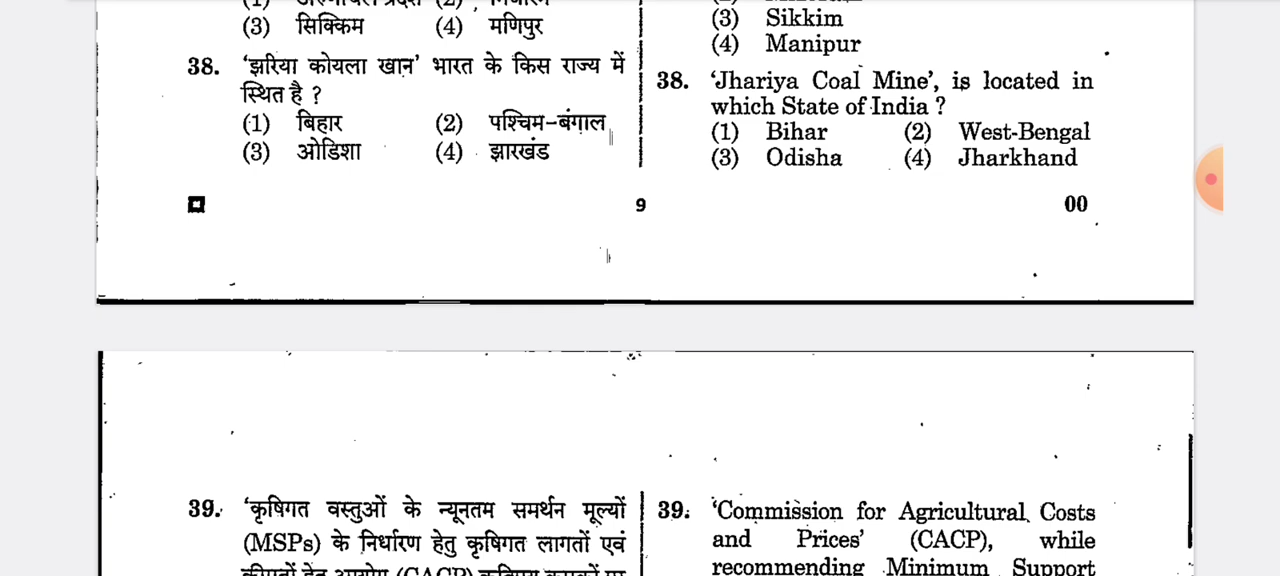 (3) सिक्किम (4) मणिपुर
38. ‘झरिया कोयला खान’ भारत के किस राज्य में
स्थित है ?
(1) बिहार (2) पश्चिम-बंगाल
(3) ओडिशा (4) झारखंड
(3) Sikkim
(4) Manipur
38. ‘Jhariya Coal Mine’, is located in
which State of India ?
(1) Bihar (2) West-Bengal
(3) Odisha (4) Jharkhand
9
00
39. ‘कृषिगत वस्तुओं के न्यूनतम समर्थन मूल्यों
(MSPs) के निर्धारण हेतु कृषिगत लागतों एवं
39. ‘Commission for Agricultural Costs
and Prices’ (CACP), while
recommending Minimum Support